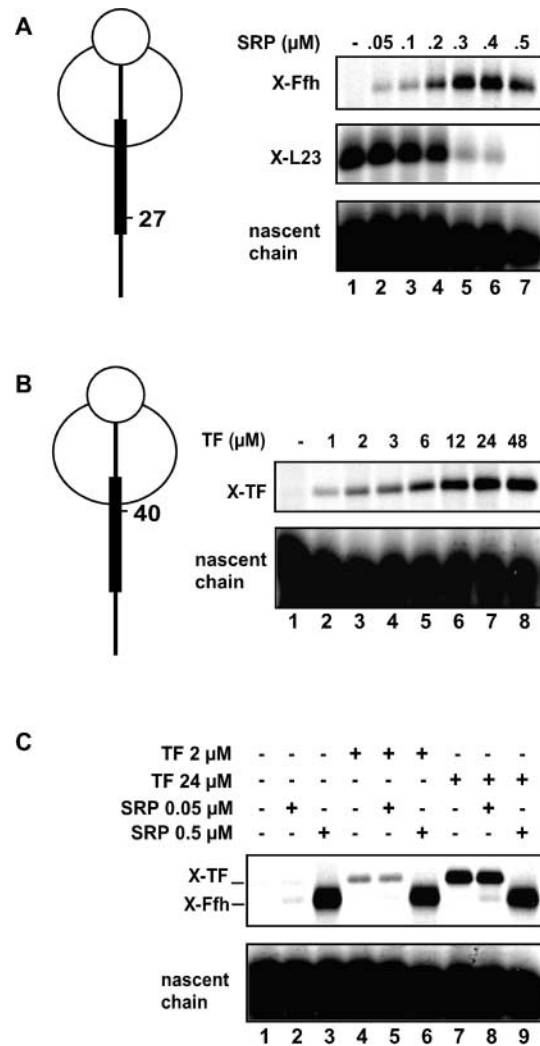 A
SRP (µM) - .05 .1 .2 .3 .4 .5
X-Ffh
X-L23
27
nascent
chain
1 2 3 4 5 6 7
B
TF (µM) - 1 2 3 6 12 24 48
X-TF
40
nascent
chain
1 2 3 4 5 6 7 8
C
TF 2 µM - - - + + + - - -
TF 24 µM - - - - - - + + +
SRP 0.05 µM - + - - + - - + -
SRP 0.5 µM - - + - - + - - +
X-TF
X-Ffh
nascent
chain
1 2 3 4 5 6 7 8 9